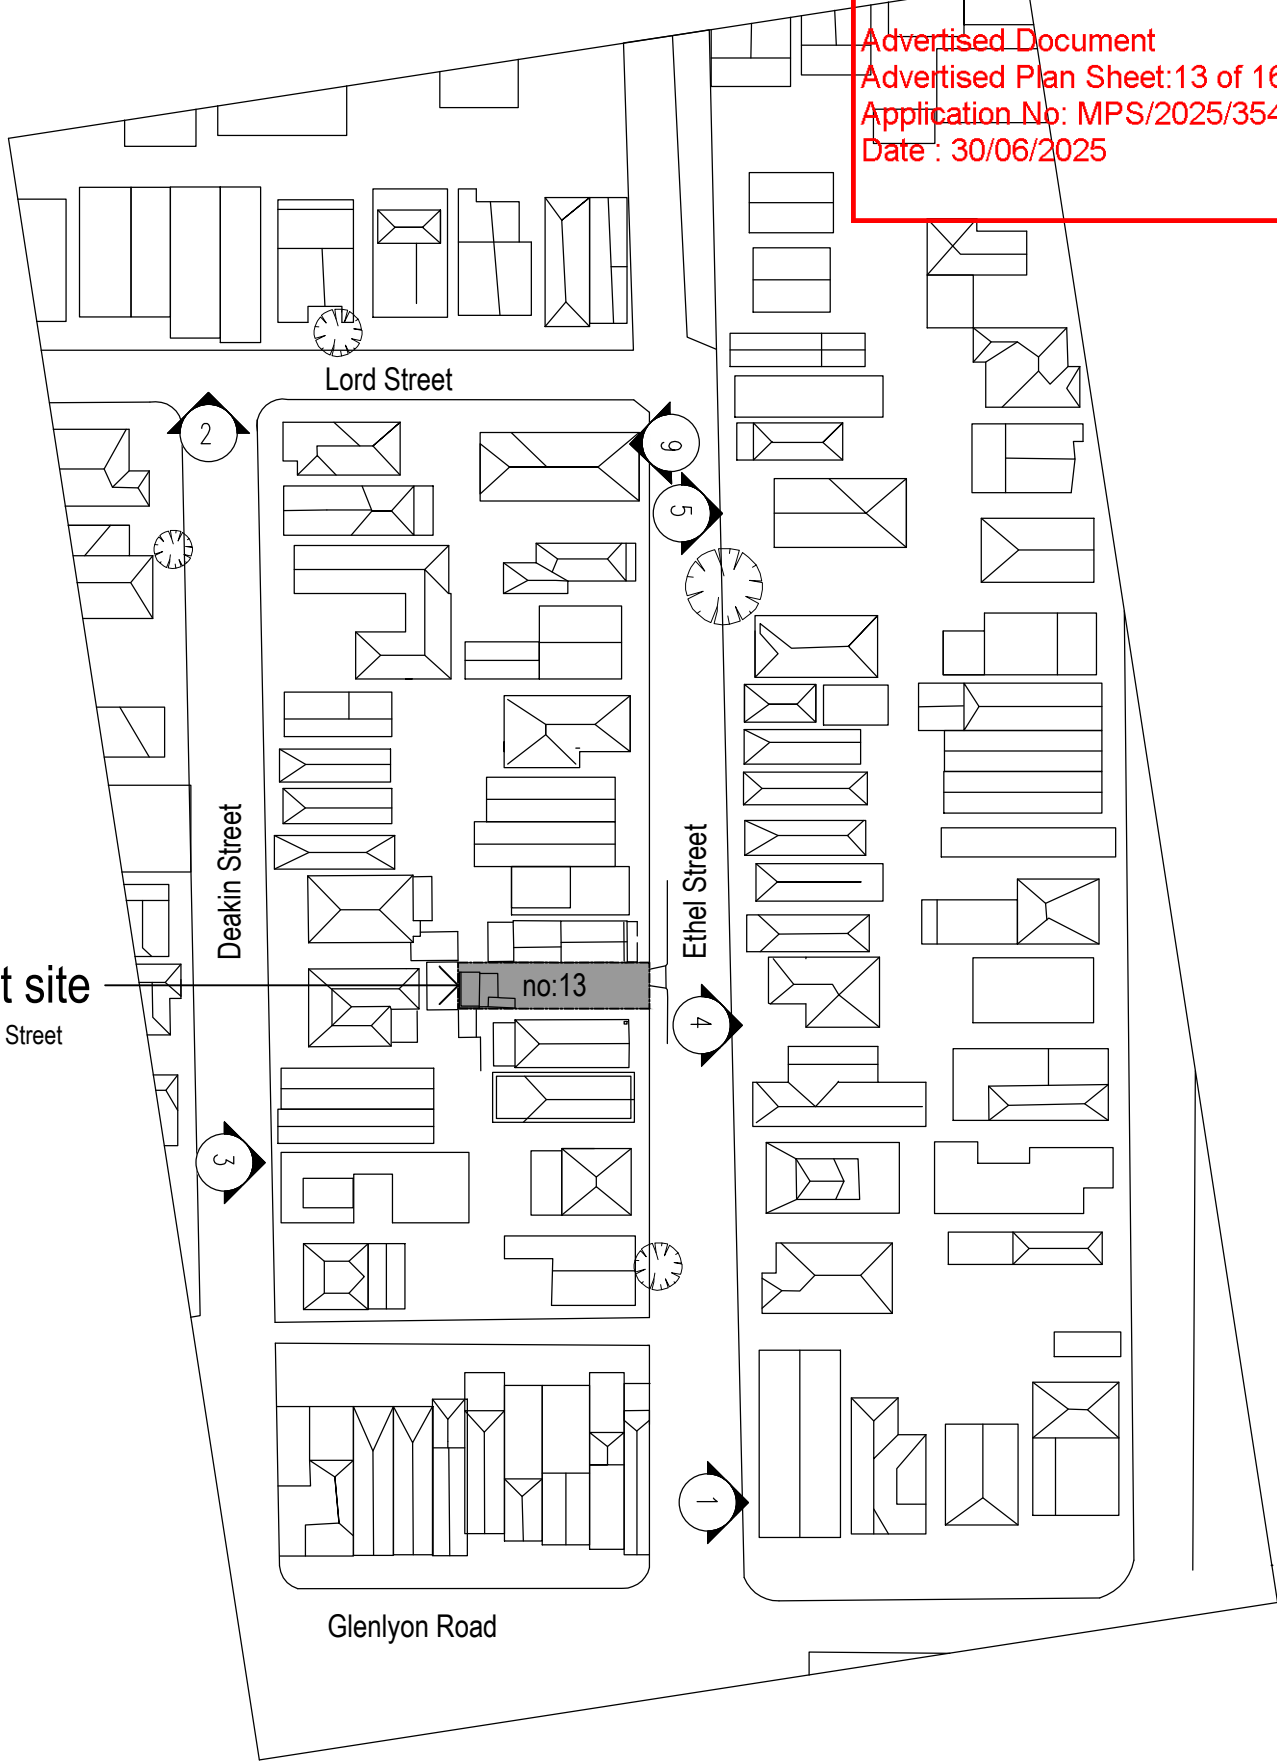 Advertised Document
Advertised Plan Sheet:13 of 16
Application No: MPS/2025/354
Date : 30/06/2025
Lord Street
2
6
5
Deakin Street
Ethel Street
t site
Street
no:13
4
3
1
Glenlyon Road